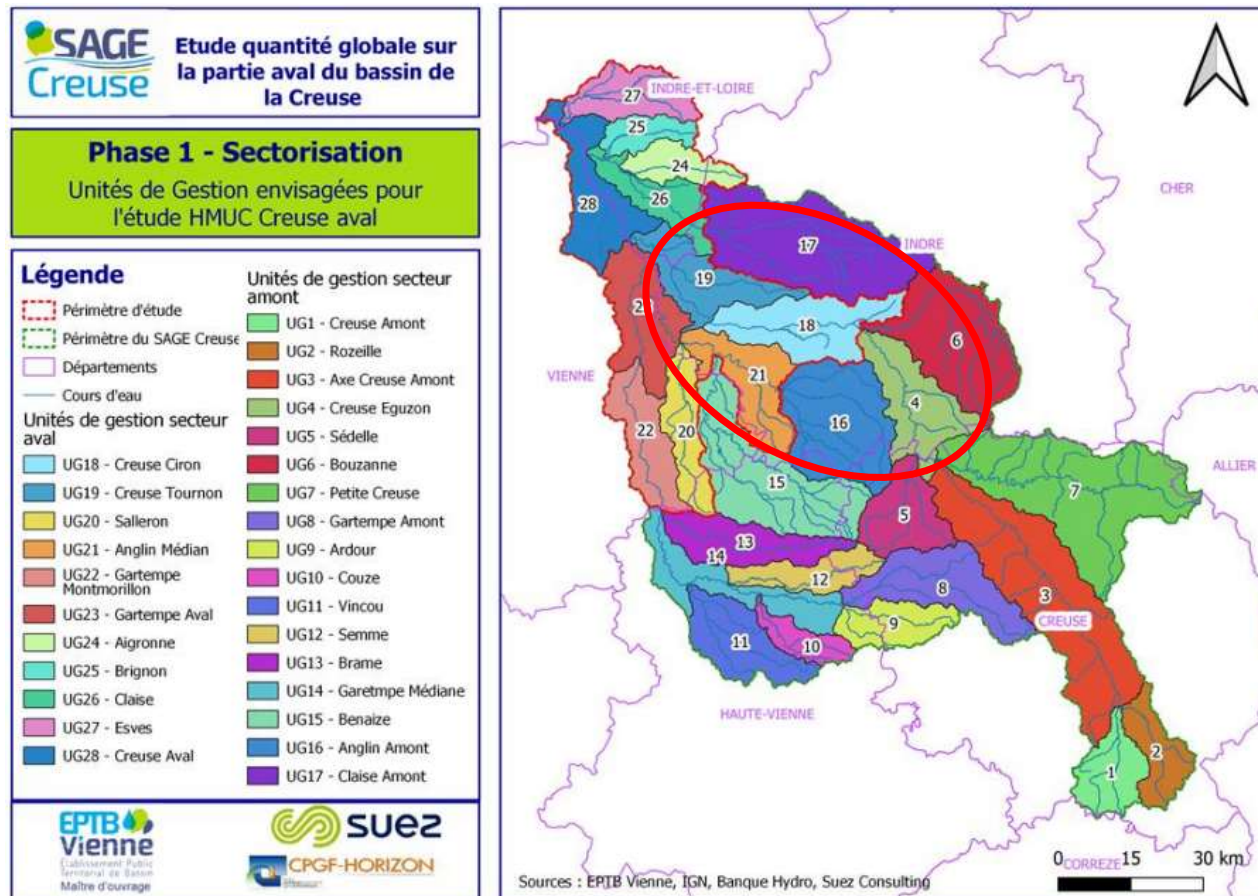 SAGE
Creuse
Etude quantité globale sur
la partie aval du bassin de
la Creuse
Phase 1 - Sectorisation
Unités de Gestion envisagées pour
l'étude HMUC Creuse aval
Légende
Périmètre d'étude
Périmètre du SAGE Creuse
Départements
Cours d'eau
Unités de gestion secteur
aval
UG18 - Creuse Ciron
UG19 - Creuse Tournon
UG20 - Salleron
UG21 - Anglin Médian
UG22 - Gartempe
Montmorillon
UG23 - Gartempe Aval
UG24 - Aigronne
UG25 - Brignon
UG26 - Claise
UG27 - Esves
UG28 - Creuse Aval
Unités de gestion secteur
amont
UG1 - Creuse Amont
UG2 - Rozeille
UG3 - Axe Creuse Amont
UG4 - Creuse Eguzon
UG5 - Sédelle
UG6 - Bouzanne
UG7 - Petite Creuse
UG8 - Gartempe Amont
UG9 - Ardour
UG10 - Couze
UG11 - Vincou
UG12 - Semme
UG13 - Brame
UG14 - Garetmpe Médiane
UG15 - Benaize
UG16 - Anglin Amont
UG17 - Claise Amont
EPTB
Vienne
Établissement Public
Territorial de Bassin
Maître d'ouvrage
suez
CPGF-HORIZON
27
INDRE-ET-LOIRE
25
24
CHER
26
28
17
INDRE
19
18
6
VIENNE
21
4
16
22
20
ALLIER
15
7
5
13
14
12
8
3
9
CREUSE
11
10
HAUTE-VIENNE
2
1
0
15
30 km
CORREZE
Sources : EPTB Vienne, IGN, Banque Hydro, Suez Consulting